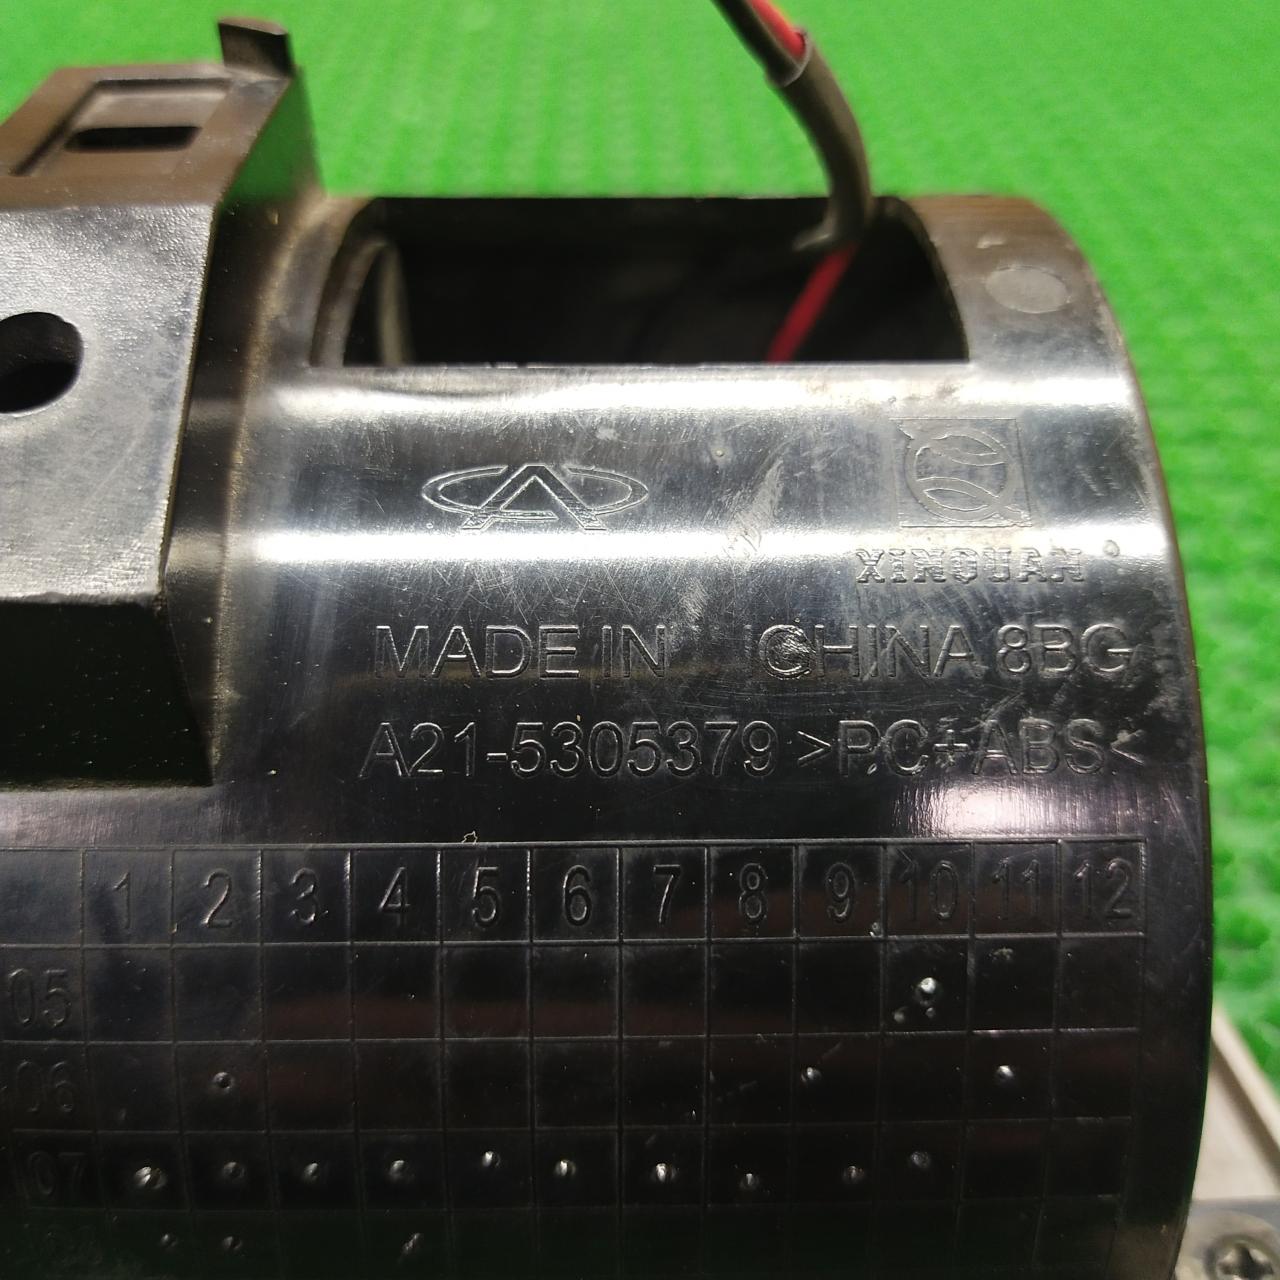 XINQUAN
MADE IN CHINA 8BG
A21-5305379 >PC+ABS<
1 2 3 4 5 6 7 8 9 10 11 12
05
06
07